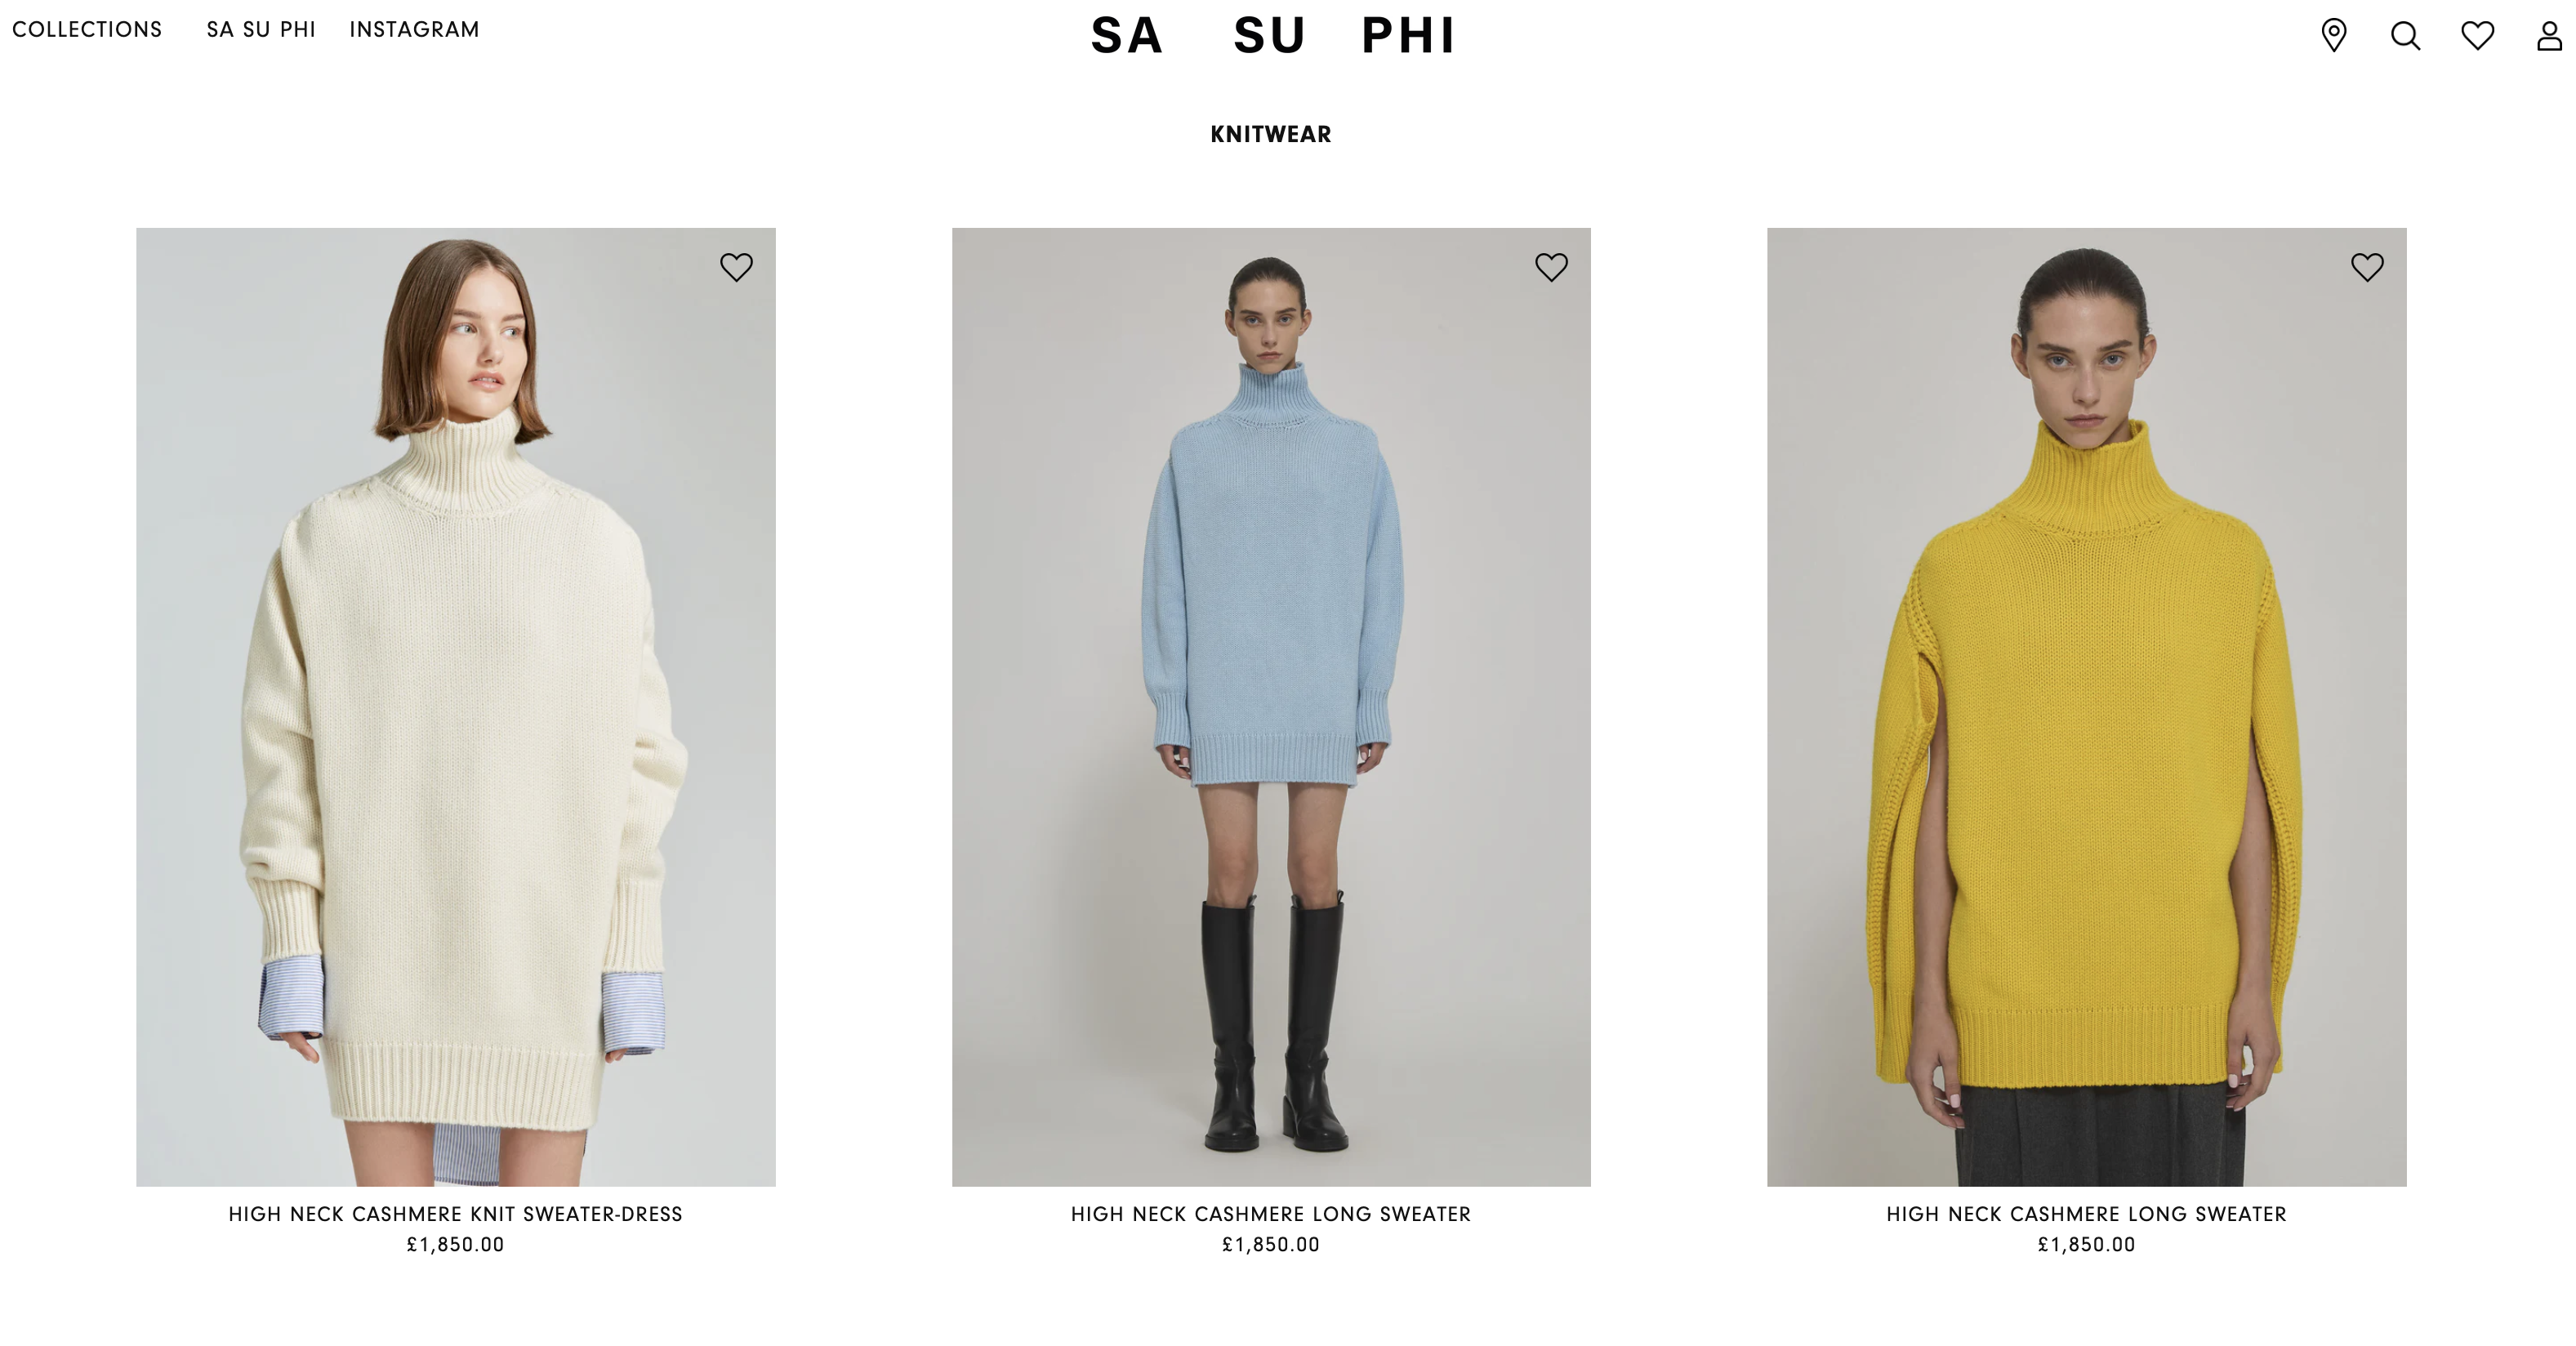 COLLECTIONS SA SU PHI INSTAGRAM
SA SU PHI
KNITWEAR
HIGH NECK CASHMERE KNIT SWEATER-DRESS
£1,850.00
HIGH NECK CASHMERE LONG SWEATER
£1,850.00
HIGH NECK CASHMERE LONG SWEATER
£1,850.00